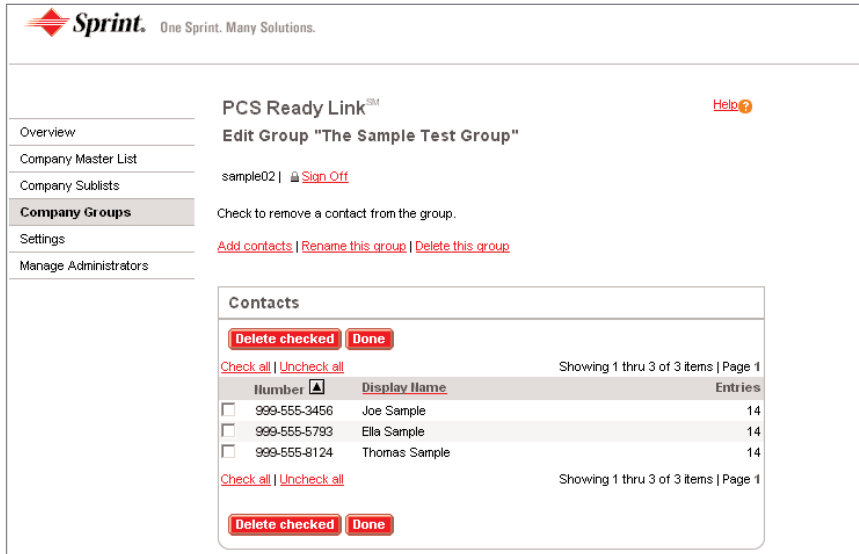 Sprint. One Sprint. Many Solutions.
PCS Ready Link℠
Help?
Edit Group "The Sample Test Group"
Overview
Company Master List
Company Sublists
Company Groups
Settings
Manage Administrators
sample02 | Sign Off
Check to remove a contact from the group.
Add contacts | Rename this group | Delete this group
Contacts
Delete checked Done
Check all | Uncheck all Showing 1 thru 3 of 3 items | Page 1
Number Display Name Entries
999-555-3456 Joe Sample 14
999-555-5793 Ella Sample 14
999-555-8124 Thomas Sample 14
Check all | Uncheck all Showing 1 thru 3 of 3 items | Page 1
Delete checked Done